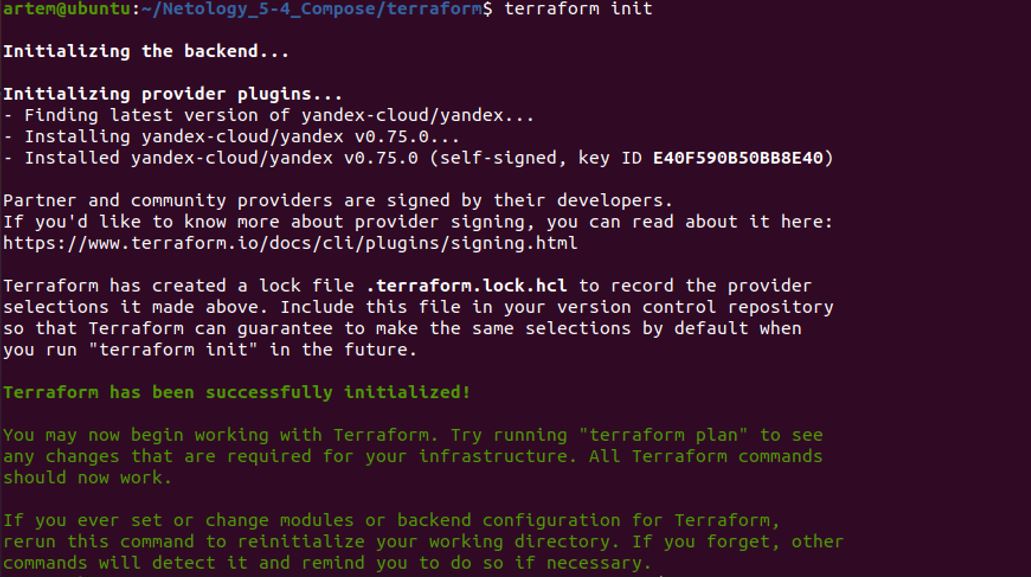 artem@ubuntu:~/Netology_5-4_Compose/terraform$ terraform init
Initializing the backend...
Initializing provider plugins...
- Finding latest version of yandex-cloud/yandex...
- Installing yandex-cloud/yandex v0.75.0...
- Installed yandex-cloud/yandex v0.75.0 (self-signed, key ID E40F590B50BB8E40)
Partner and community providers are signed by their developers.
If you'd like to know more about provider signing, you can read about it here:
https://www.terraform.io/docs/cli/plugins/signing.html
Terraform has created a lock file .terraform.lock.hcl to record the provider
selections it made above. Include this file in your version control repository
so that Terraform can guarantee to make the same selections by default when
you run "terraform init" in the future.
Terraform has been successfully initialized!
You may now begin working with Terraform. Try running "terraform plan" to see
any changes that are required for your infrastructure. All Terraform commands
should now work.
If you ever set or change modules or backend configuration for Terraform,
rerun this command to reinitialize your working directory. If you forget, other
commands will detect it and remind you to do so if necessary.